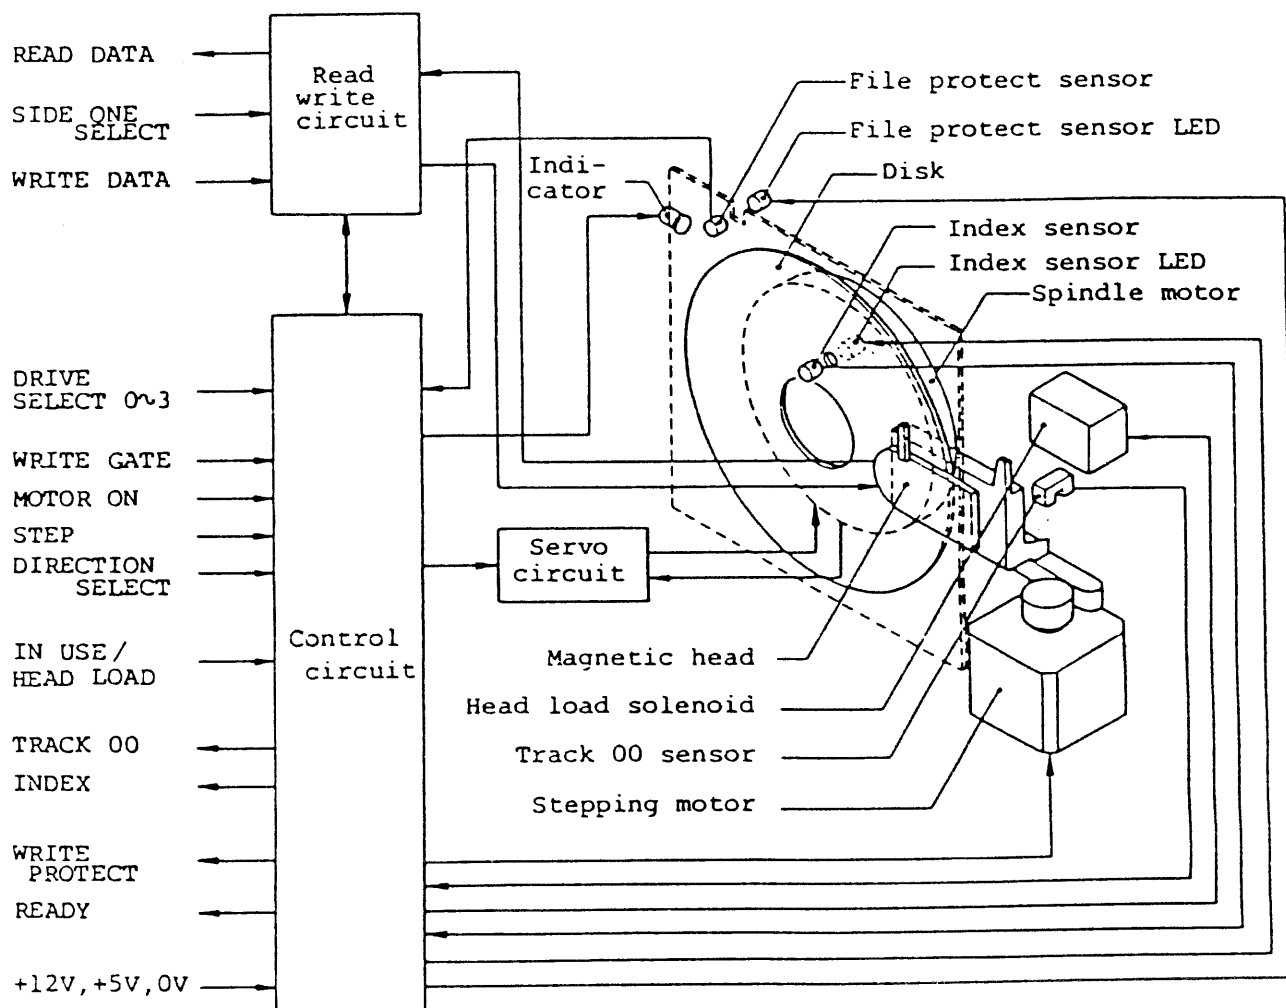 READ DATA
SIDE ONE
SELECT
WRITE DATA
Read
write
circuit
File protect sensor
File protect sensor LED
Indi-
cator
Disk
Index sensor
Index sensor LED
Spindle motor
DRIVE
SELECT 0~3
WRITE GATE
MOTOR ON
STEP
DIRECTION
SELECT
IN USE/
HEAD LOAD
TRACK 00
INDEX
WRITE
PROTECT
READY
+12V,+5V,0V
Control
circuit
Servo
circuit
Magnetic head
Head load solenoid
Track 00 sensor
Stepping motor